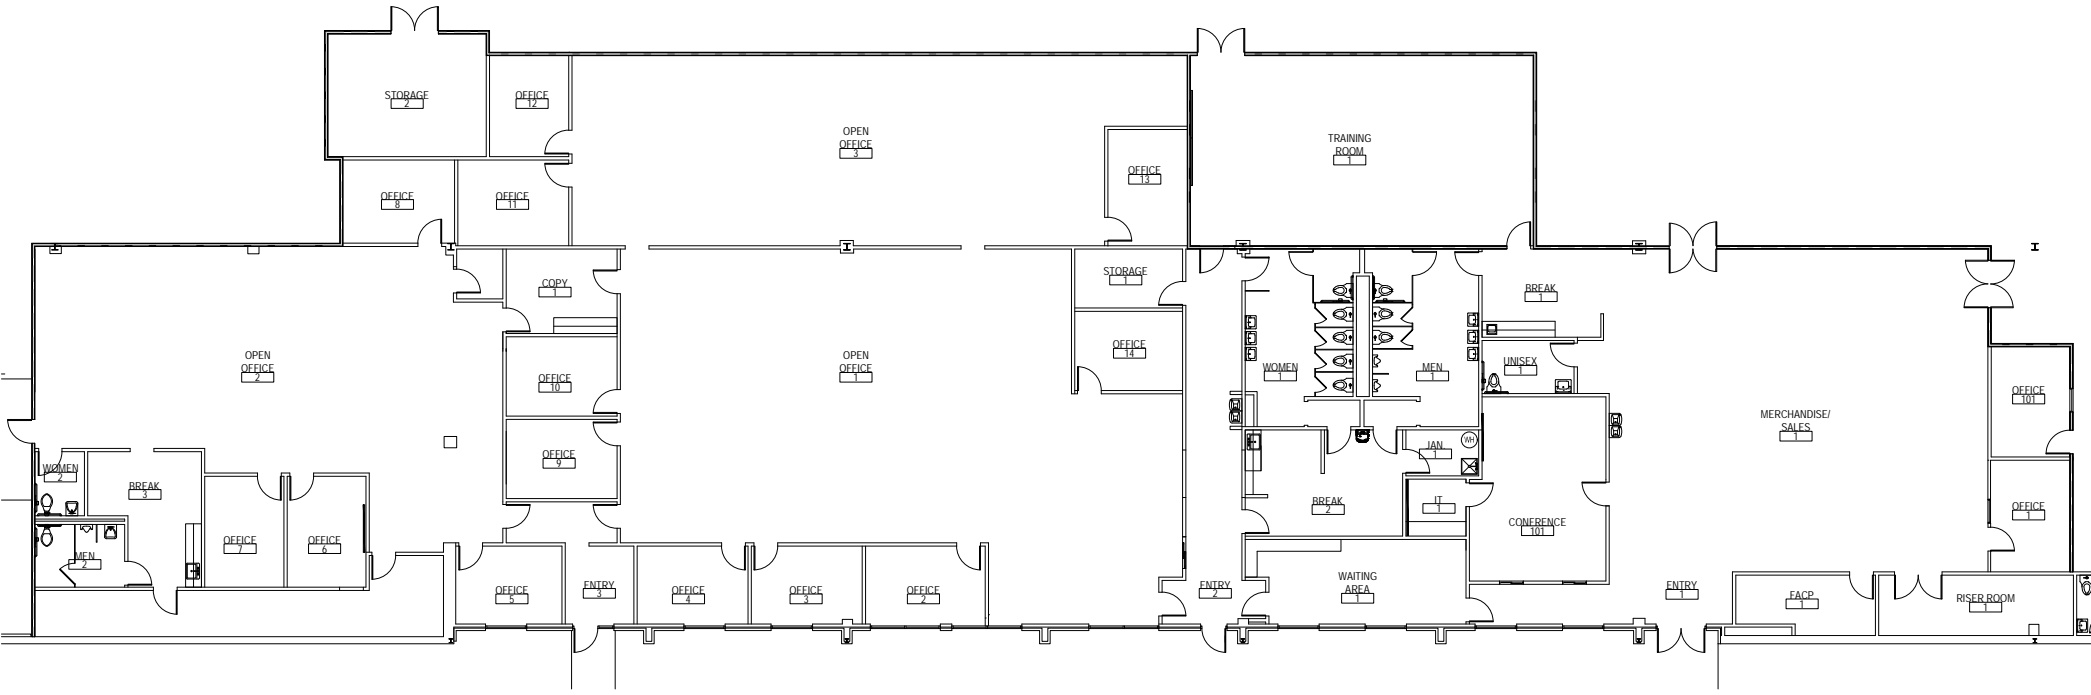 STORAGE
2
OFFICE
12
OPEN
OFFICE
3
TRAINING
ROOM
1
OFFICE
13
OFFICE
8
OFFICE
11
STORAGE
1
COPY
1
BREAK
1
OPEN
OFFICE
2
OPEN
OFFICE
1
OFFICE
14
OFFICE
10
WOMEN
1
MEN
1
UNISEX
1
OFFICE
101
MERCHANDISE/
SALES
1
OFFICE
9
WOMEN
2
BREAK
3
JAN.
1
WH
BREAK
2
IT
1
CONFERENCE
101
OFFICE
1
OFFICE
7
OFFICE
6
MEN
2
OFFICE
5
ENTRY
3
OFFICE
4
OFFICE
3
OFFICE
2
ENTRY
2
WAITING
AREA
1
ENTRY
1
FACP
1
RISER ROOM
1